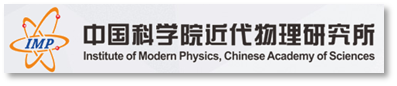 IMP
中国科学院近代物理研究所
Institute of Modern Physics, Chinese Academy of Sciences